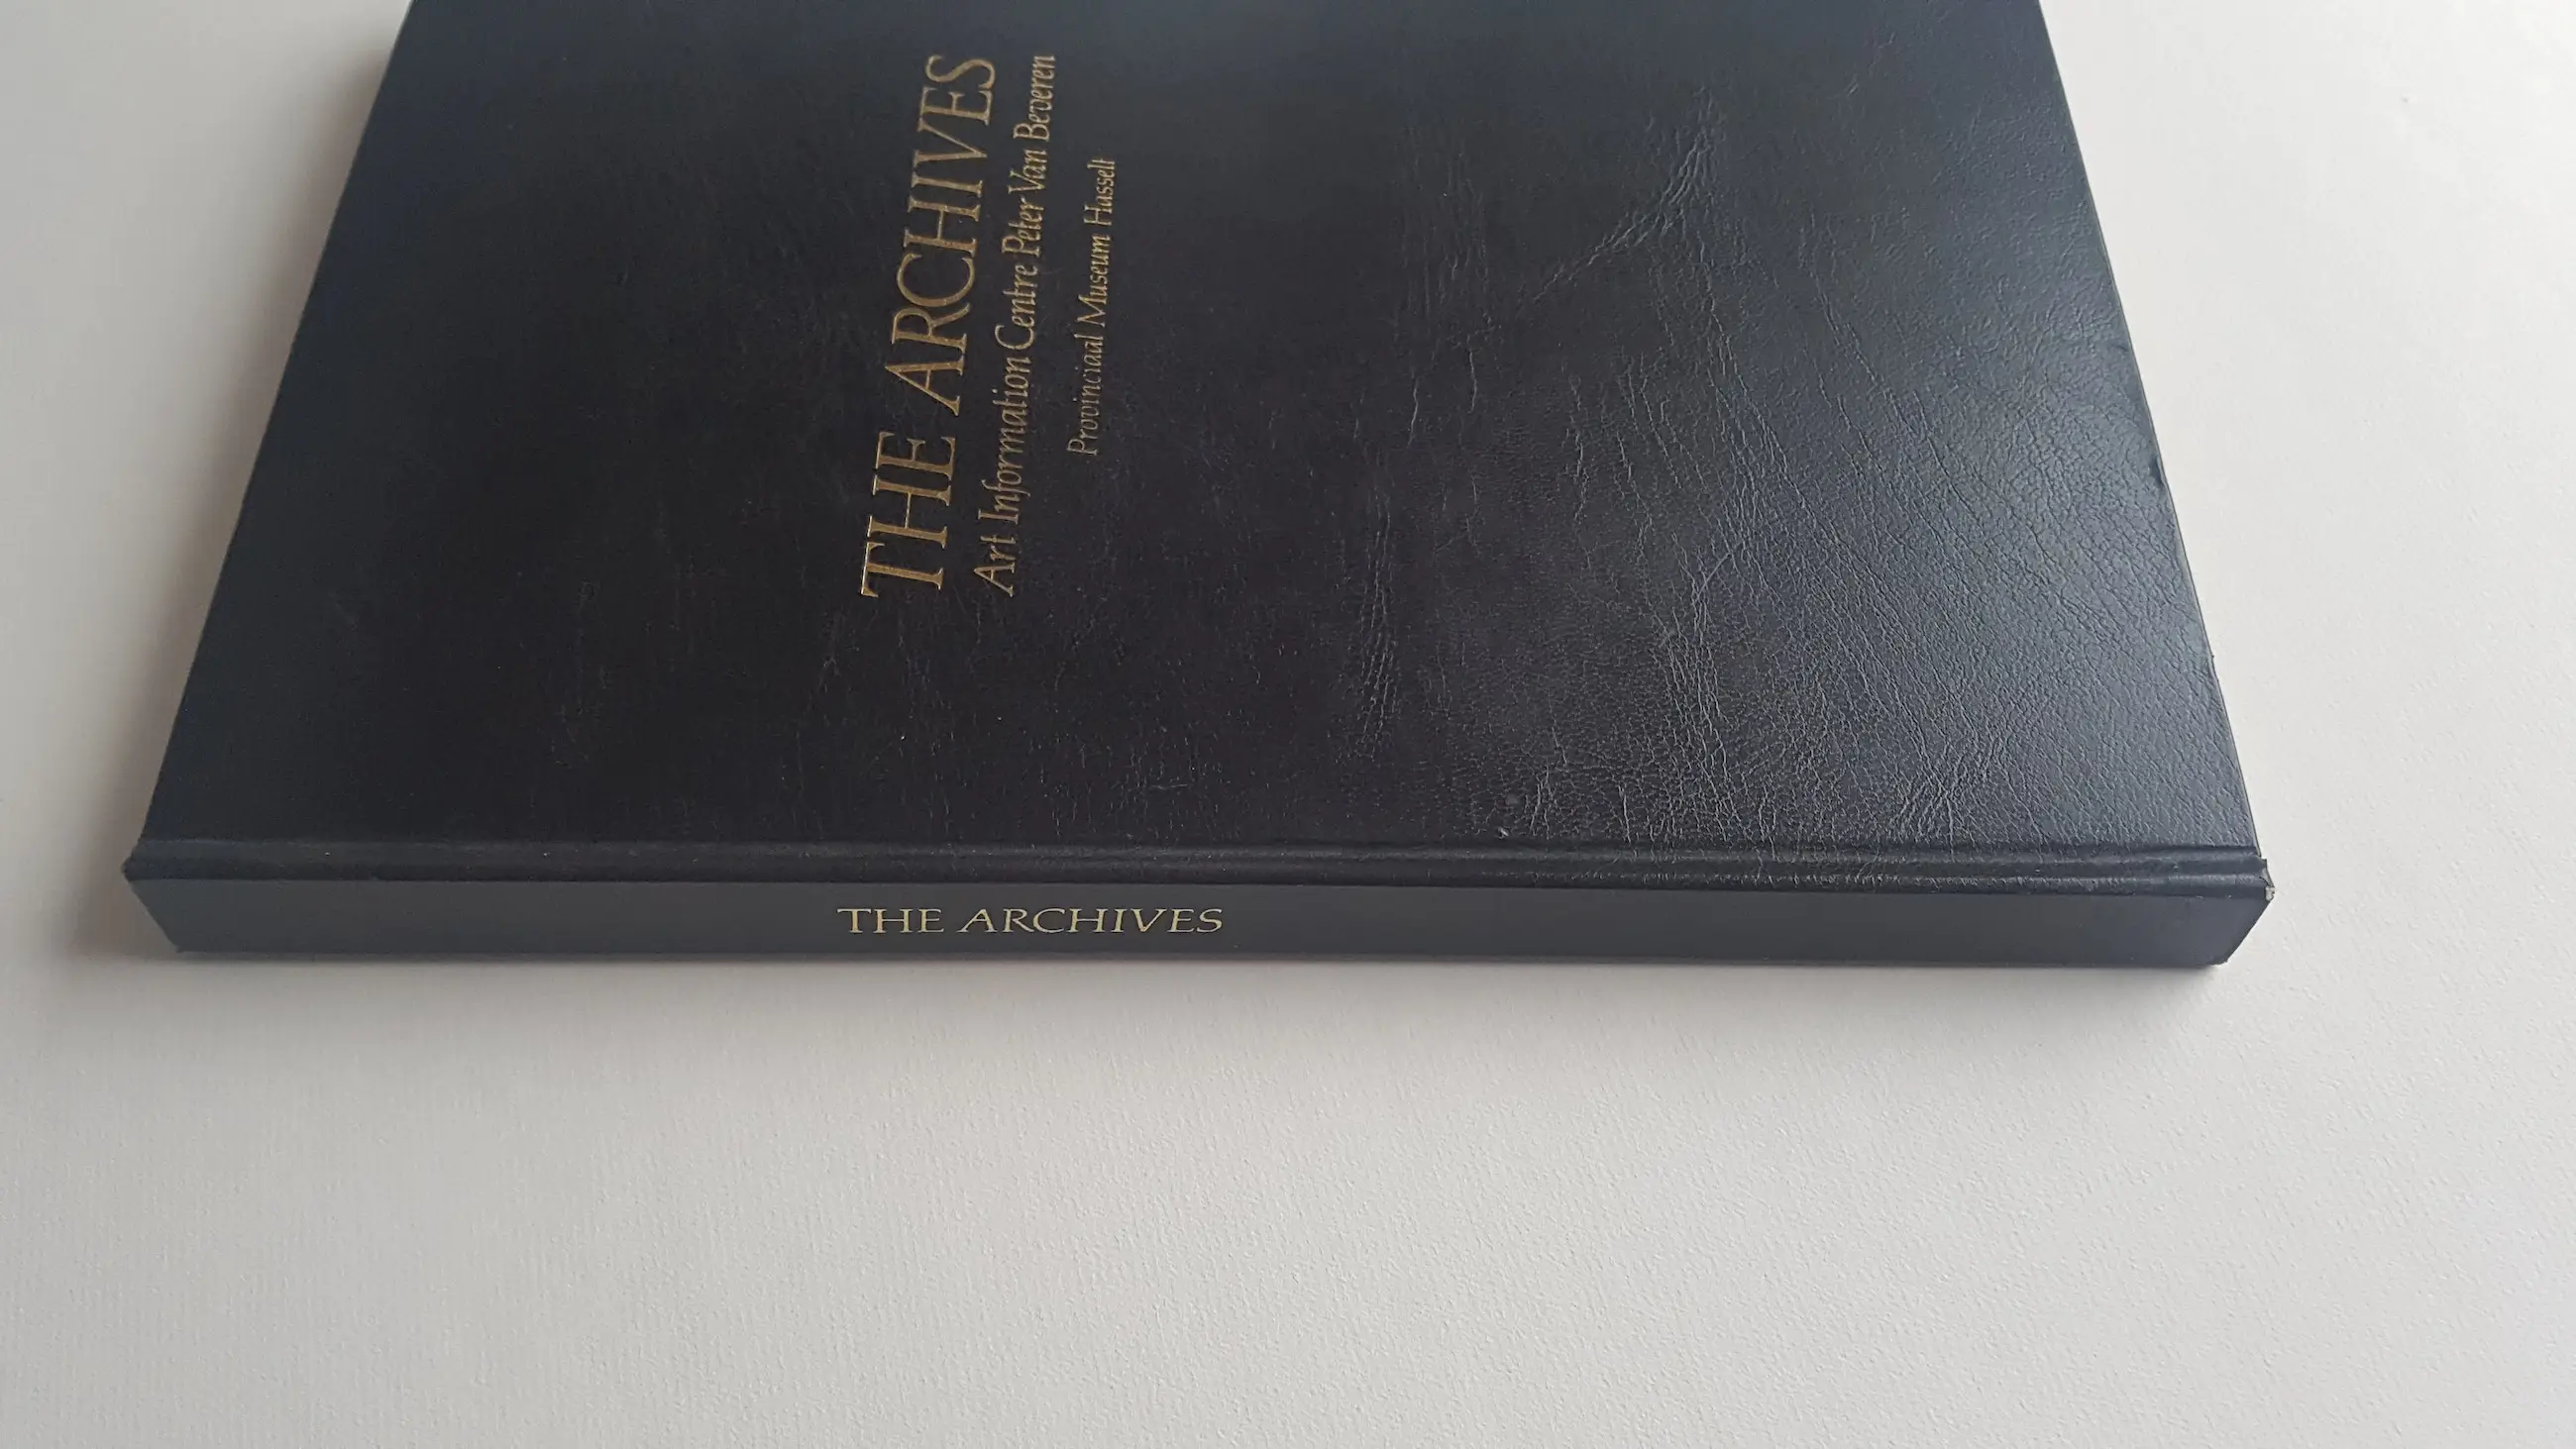 THE ARCHIVES
Art Information Centre Peter Van Beveren
Provinciaal Museum Hasselt
THE ARCHIVES